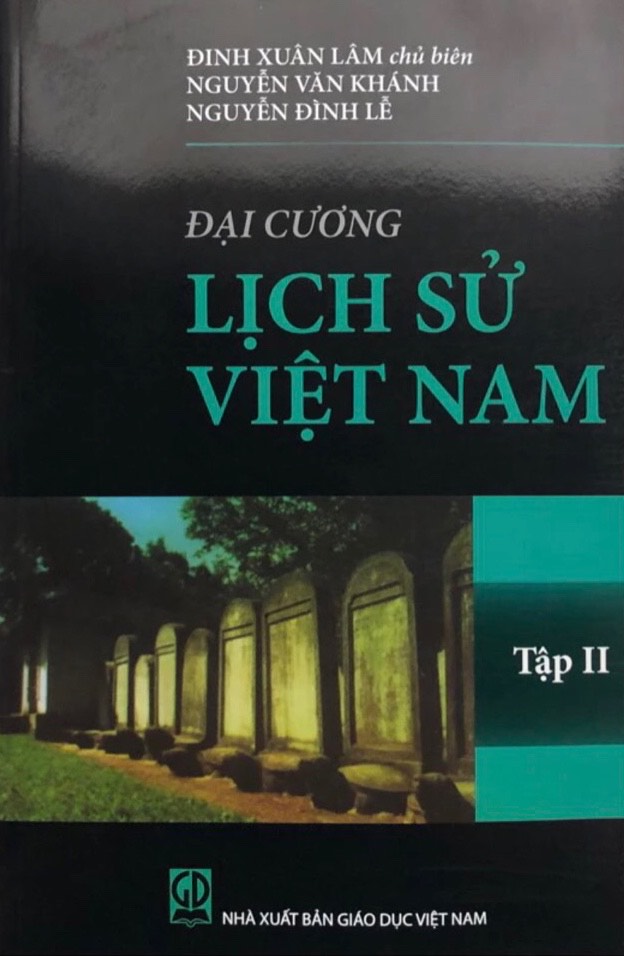 ĐINH XUÂN LÂM chủ biên
NGUYỄN VĂN KHÁNH
NGUYỄN ĐÌNH LỄ
ĐẠI CƯƠNG
LỊCH SỬ
VIỆT NAM
Tập II
GD
NHÀ XUẤT BẢN GIÁO DỤC VIỆT NAM